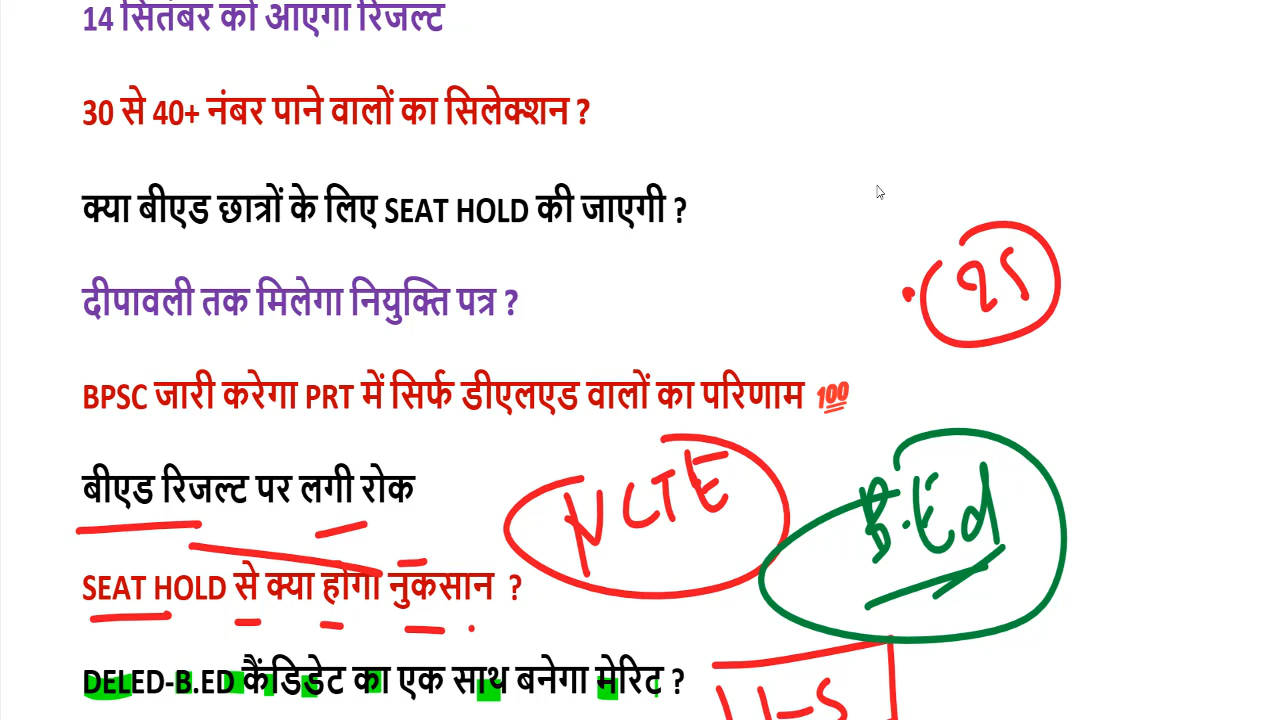 14 सितंबर को आएगा रिजल्ट
30 से 40+ नंबर पाने वालों का सिलेक्शन ?
क्या बीएड छात्रों के लिए SEAT HOLD की जाएगी ?
दीपावली तक मिलेगा नियुक्ति पत्र ?
BPSC जारी करेगा PRT में सिर्फ डीएलएड वालों का परिणाम 💯
बीएड रिजल्ट पर लगी रोक
NCTE
B.Ed
SEAT HOLD से क्या होगा नुकसान ?
DELED-B.ED कैंडिडेट का एक साथ बनेगा मेरिट ?